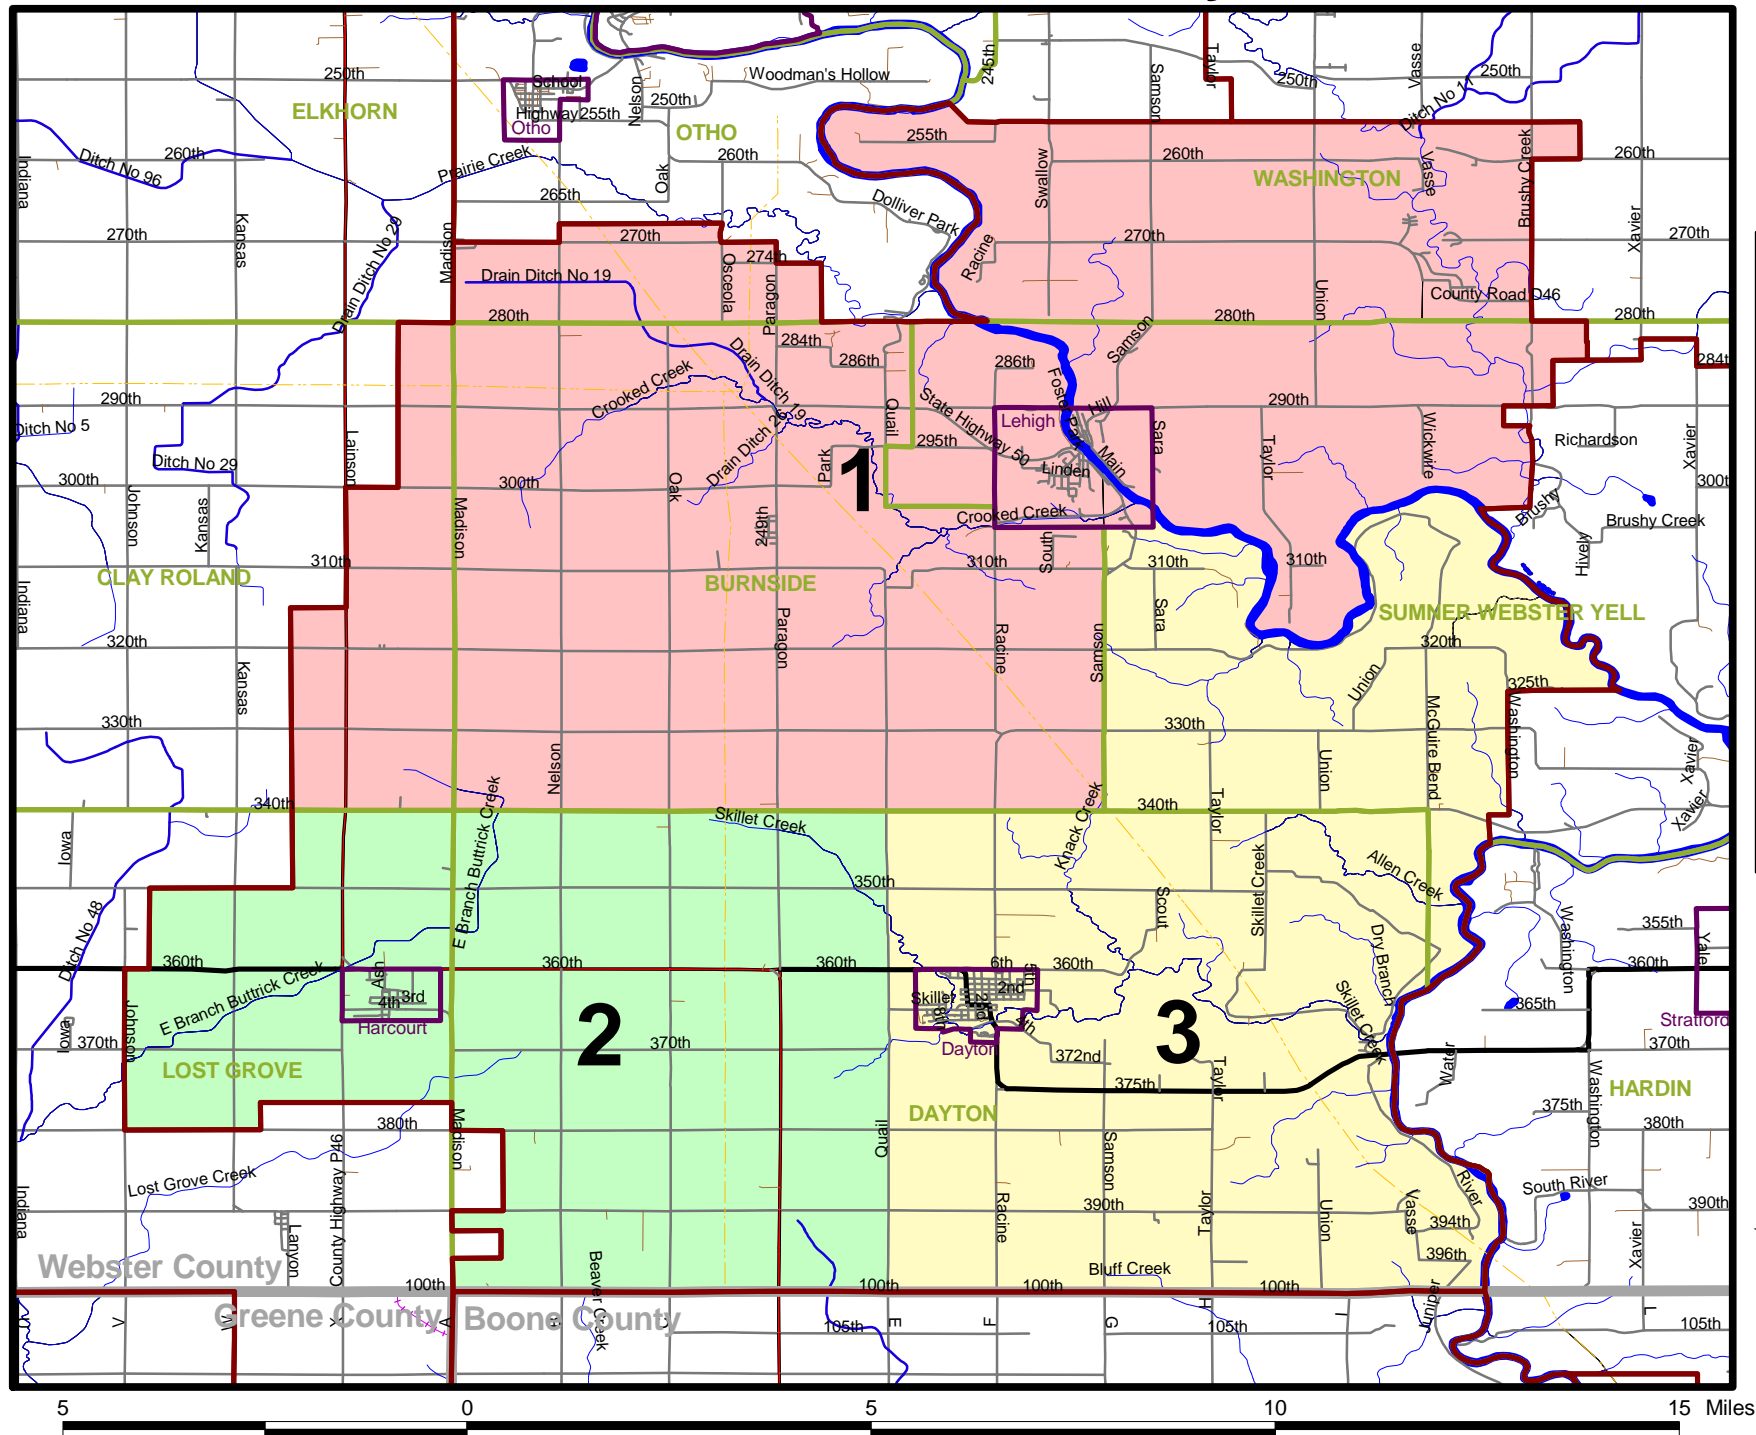 250th
School
Nelson
Woodman's Hollow
245th
Samson
Taylor
250th
Vasse
250th
ELKHORN
250th
Highway 255th
Otho
OTHO
255th
Ditch No 11
Indiana
Ditch No 96
260th
Prairie Creek
265th
Oak
260th
Dolliver Park
Swallow
260th
WASHINGTON
Vasse
Brushy Creek
260th
Xavier
270th
Kansas
Drain Ditch No 29
Madison
270th
274th
Osceola
Paragon
Racine
270th
Union
270th
Drain Ditch No 19
County Road D46
280th
280th
280th
284th
286th
286th
Samson
284t
Drain Ditch 19
Crooked Creek
Foster Park
Hill
290th
290th
Ditch No 5
Ditch No 29
Lainson
Quail
State Highway 50
Lehigh
295th
Main
Sara
Taylor
Wickwire
Richardson
Xavier
Drain Ditch 26
Park
1
Linden
300th
300th
300t
Johnson
Kansas
Madison
Oak
249th
Crooked Creek
Brushy
Brushy Creek
Hively
310th
310th
South
310th
310th
CLAY ROLAND
BURNSIDE
SUMNER-WEBSTER YELL
Indiana
Sara
320th
Paragon
Racine
Samson
320th
Kansas
Union
325th
330th
330th
McGuire Bend
Washington
Nelson
Union
Xavier
340th
E Branch Buttrick Creek
Skillet Creek
Knack Creek
340th
Taylor
Xavier
Iowa
350th
Skillet Creek
Allen Creek
Scout
Ditch No 48
355th
Dry Branch
Washington
Yale
360th
360th
360th
6th
360th
360th
E Branch Buttrick Creek
Ash
3rd
4th
Harcourt
Skillet
2nd
5th
8th
4th
Dayton
Skillet Creek
365th
Stratford
Johnson
Iowa
370th
2
370th
3
372nd
Water
370th
LOST GROVE
375th
Taylor
HARDIN
375th
Washington
DAYTON
380th
Madison
Quail
Samson
380th
County Highway P46
Lost Grove Creek
River
South River
Indiana
Lanyon
Racine
390th
Taylor
Union
Vasse
394th
390th
396th
Xavier
Webster County
Beaver Creek
Bluff Creek
100th
100th
100th
100th
Greene County
Boone County
Juniper
V
A
E
F
G
H
I
L
105th
105th
105th
5
0
5
10
15 Miles